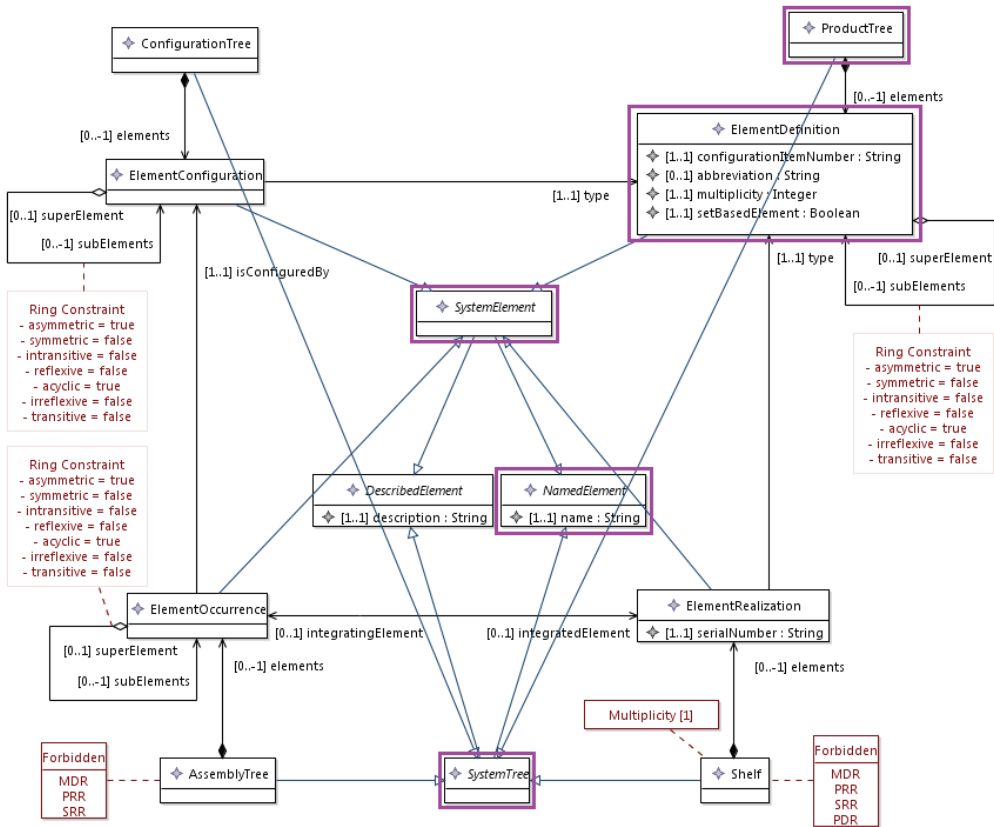 ProductTree
ConfigurationTree
[0..-1] elements
ElementDefinition
[0..-1] elements
[1..1] configurationItemNumber : String
[0..1] abbreviation : String
ElementConfiguration
[1..1] multiplicity : Integer
[1..1] type
[1..1] setBasedElement : Boolean
[0..1] superElement
[0..-1] subElements
[1..1] isConfiguredBy
[1..1] type
[0..1] superElement
[0..-1] subElements
SystemElement
Ring Constraint
- asymmetric = true
- symmetric = false
- intransitive = false
- reflexive = false
- acyclic = true
- irreflexive = false
- transitive = false
Ring Constraint
- asymmetric = true
- symmetric = false
- intransitive = false
- reflexive = false
- acyclic = true
- irreflexive = false
- transitive = false
Ring Constraint
- asymmetric = true
- symmetric = false
- intransitive = false
- reflexive = false
- acyclic = true
- irreflexive = false
- transitive = false
DescribedElement
[1..1] description : String
NamedElement
[1..1] name : String
ElementOccurrence
ElementRealization
[1..1] serialNumber : String
[0..1] integratingElement
[0..1] integratedElement
[0..1] superElement
[0..-1] subElements
[0..-1] elements
[0..-1] elements
Multiplicity [1]
Forbidden
MDR
PRR
SRR
AssemblyTree
SystemTree
Shelf
Forbidden
MDR
PRR
SRR
PDR